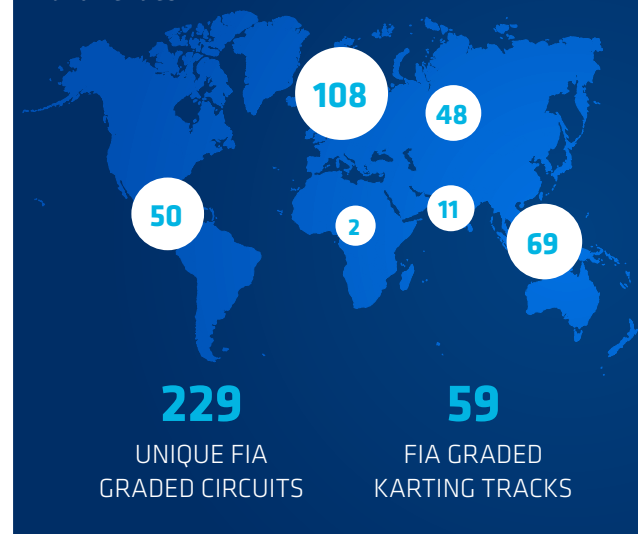 108
48
50
2
11
69
229
59
UNIQUE FIA
GRADED CIRCUITS
FIA GRADED
KARTING TRACKS